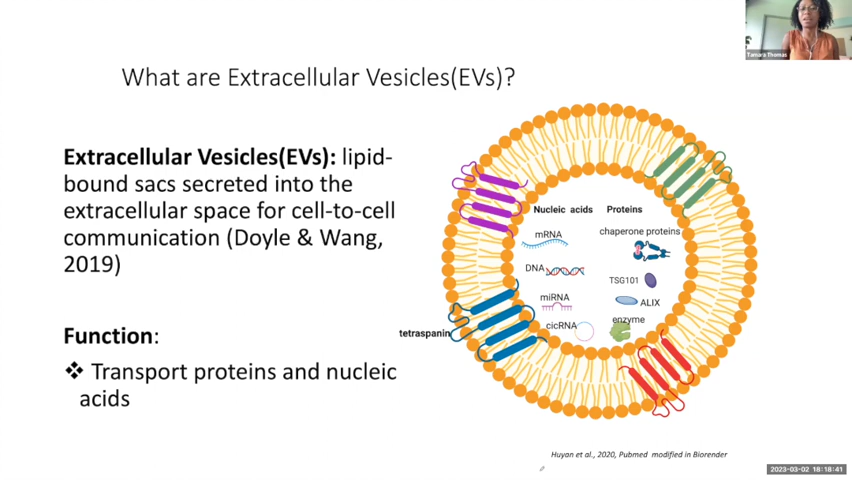 What are Extracellular Vesicles(EVs)?
Extracellular Vesicles(EVs): lipid-
bound sacs secreted into the
extracellular space for cell-to-cell
communication (Doyle & Wang,
2019)
Function:
❖ Transport proteins and nucleic
acids
Nucleic acids
Proteins
mRNA
chaperone proteins
DNA
TSG101
miRNA
ALIX
cicRNA
enzyme
tetraspanin
Huyan et al., 2020, Pubmed modified in Biorender
Tamara Thomas
2023-03-02 18:18:41